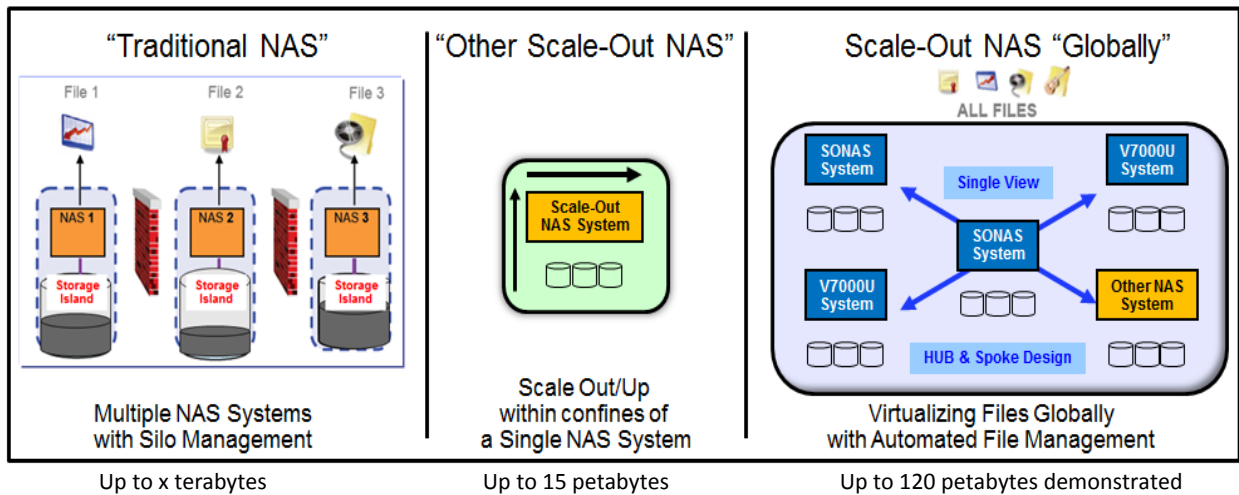 “Traditional NAS”
File 1
File 2
File 3
NAS 1
NAS 2
NAS 3
Storage
Island
Storage
Island
Storage
Island
Multiple NAS Systems
with Silo Management
Up to x terabytes
“Other Scale-Out NAS”
Scale-Out
NAS System
Scale Out/Up
within confines of
a Single NAS System
Up to 15 petabytes
Scale-Out NAS “Globally”
ALL FILES
SONAS
System
V7000U
System
Single View
SONAS
System
V7000U
System
Other NAS
System
HUB & Spoke Design
Virtualizing Files Globally
with Automated File Management
Up to 120 petabytes demonstrated